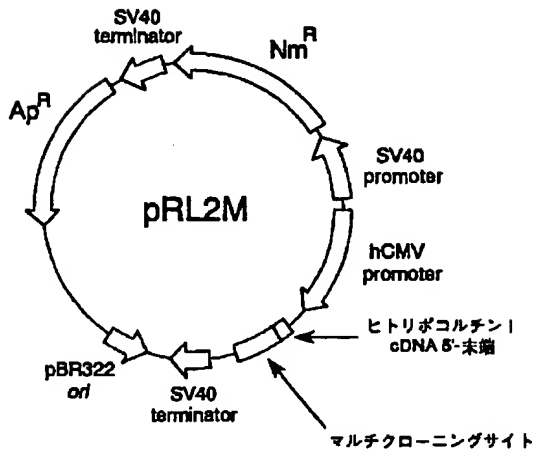 SV40
terminator
Nm^R
Ap^R
SV40
promoter
pRL2M
hCMV
promoter
ヒトリポコルチン I
cDNA 5'-末端
pBR322
ori
SV40
terminator
マルチクローニングサイト